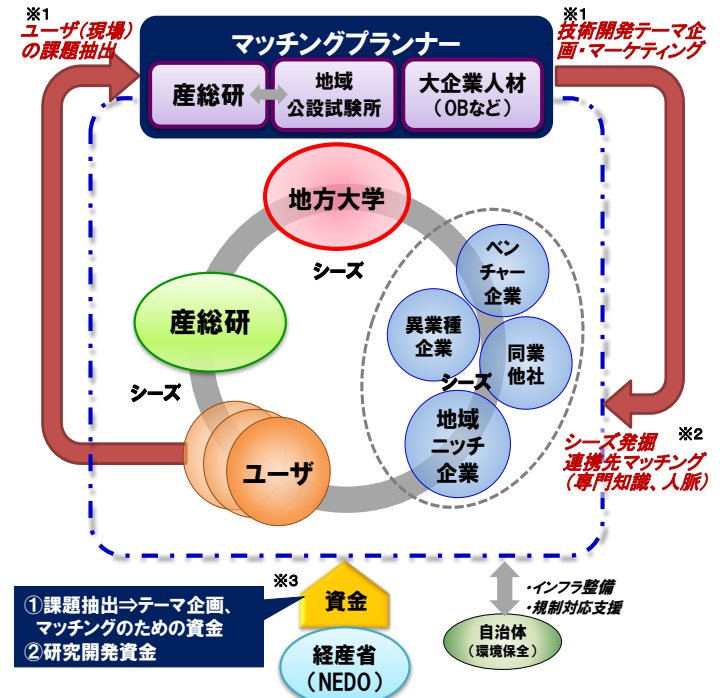 ※1
ユーザ(現場)
の課題抽出
マッチングプランナー
産総研
地域
公設試験所
大企業人材
(OBなど)
※1
技術開発テーマ企
画・マーケティング
地方大学
シーズ
産総研
シーズ
ユーザ
ベン
チャー
企業
異業種
企業
同業
他社
シーズ
地域
ニッチ
企業
※2
シーズ発掘
連携先マッチング
(専門知識、人脈)
※3
①課題抽出⇒テーマ企画、
マッチングのための資金
②研究開発資金
資金
経産省
(NEDO)
・インフラ整備
・規制対応支援
自治体
(環境保全)